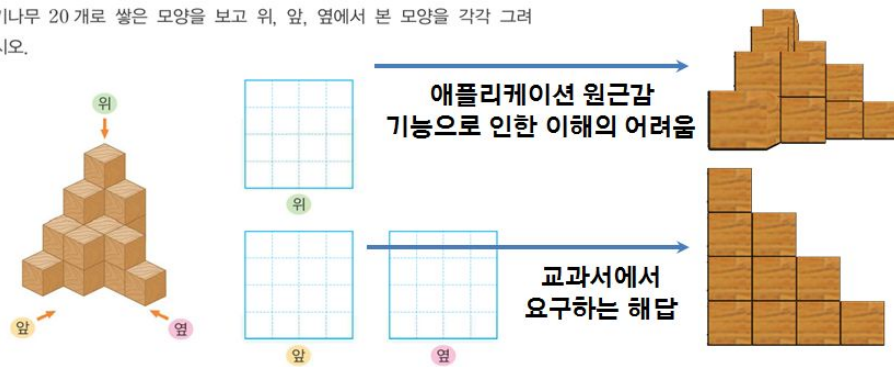 기나무 20개로 쌓은 모양을 보고 위, 앞, 옆에서 본 모양을 각각 그려
시오.
위
앞
옆
위
앞
옆
애플리케이션 원근감
기능으로 인한 이해의 어려움
교과서에서
요구하는 해답